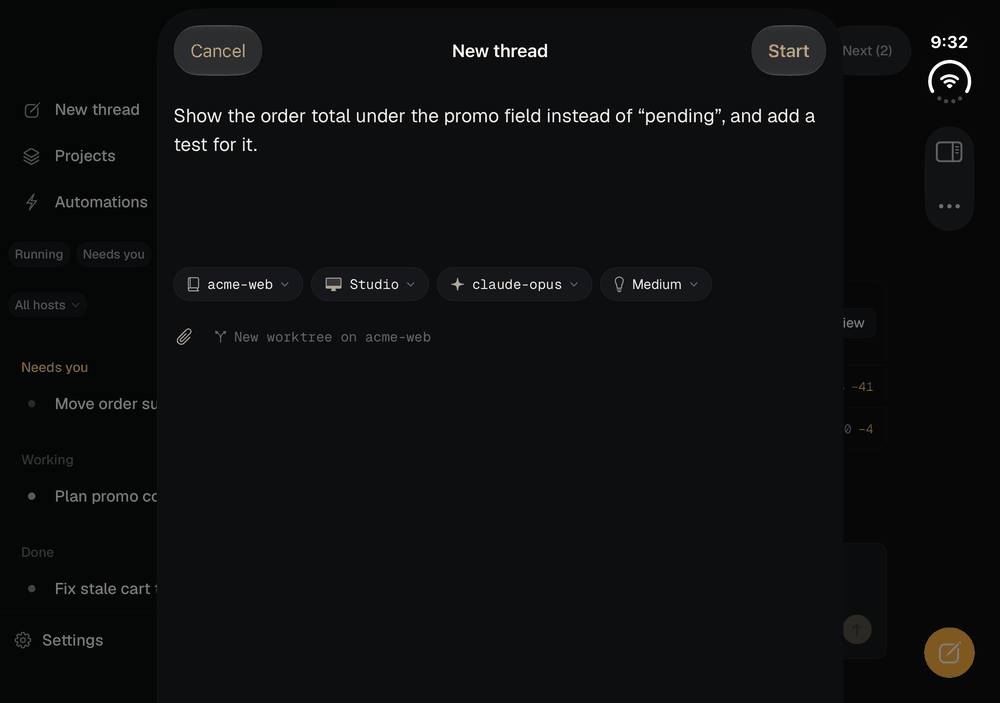 Cancel
New thread
Start
Next (2)
9:32
New thread
Projects
Automations
Running
Needs you
All hosts
Show the order total under the promo field instead of “pending”, and add a
test for it.
acme-web
Studio
claude-opus
Medium
New worktree on acme-web
Needs you
Move order su
Working
Plan promo co
Done
Fix stale cart
Settings
iew
-41
0 -4